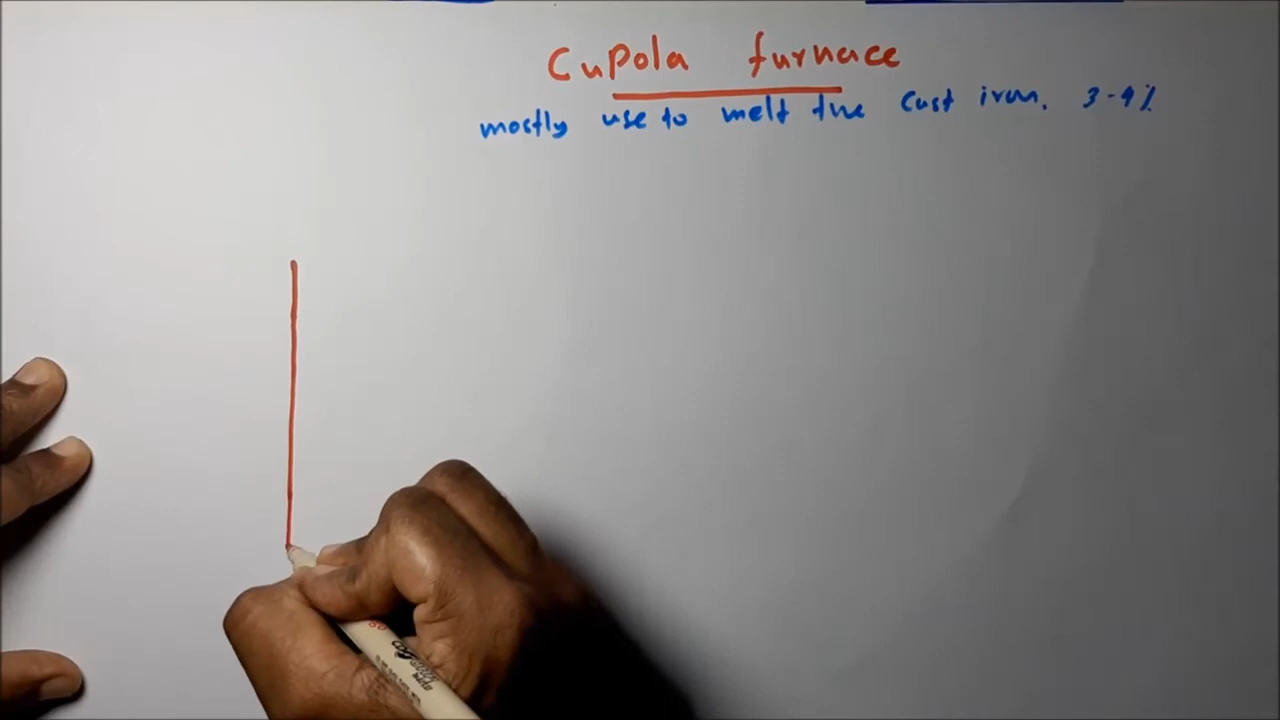 Cupola furnace
mostly use to melt the Cast iron. 3-4%